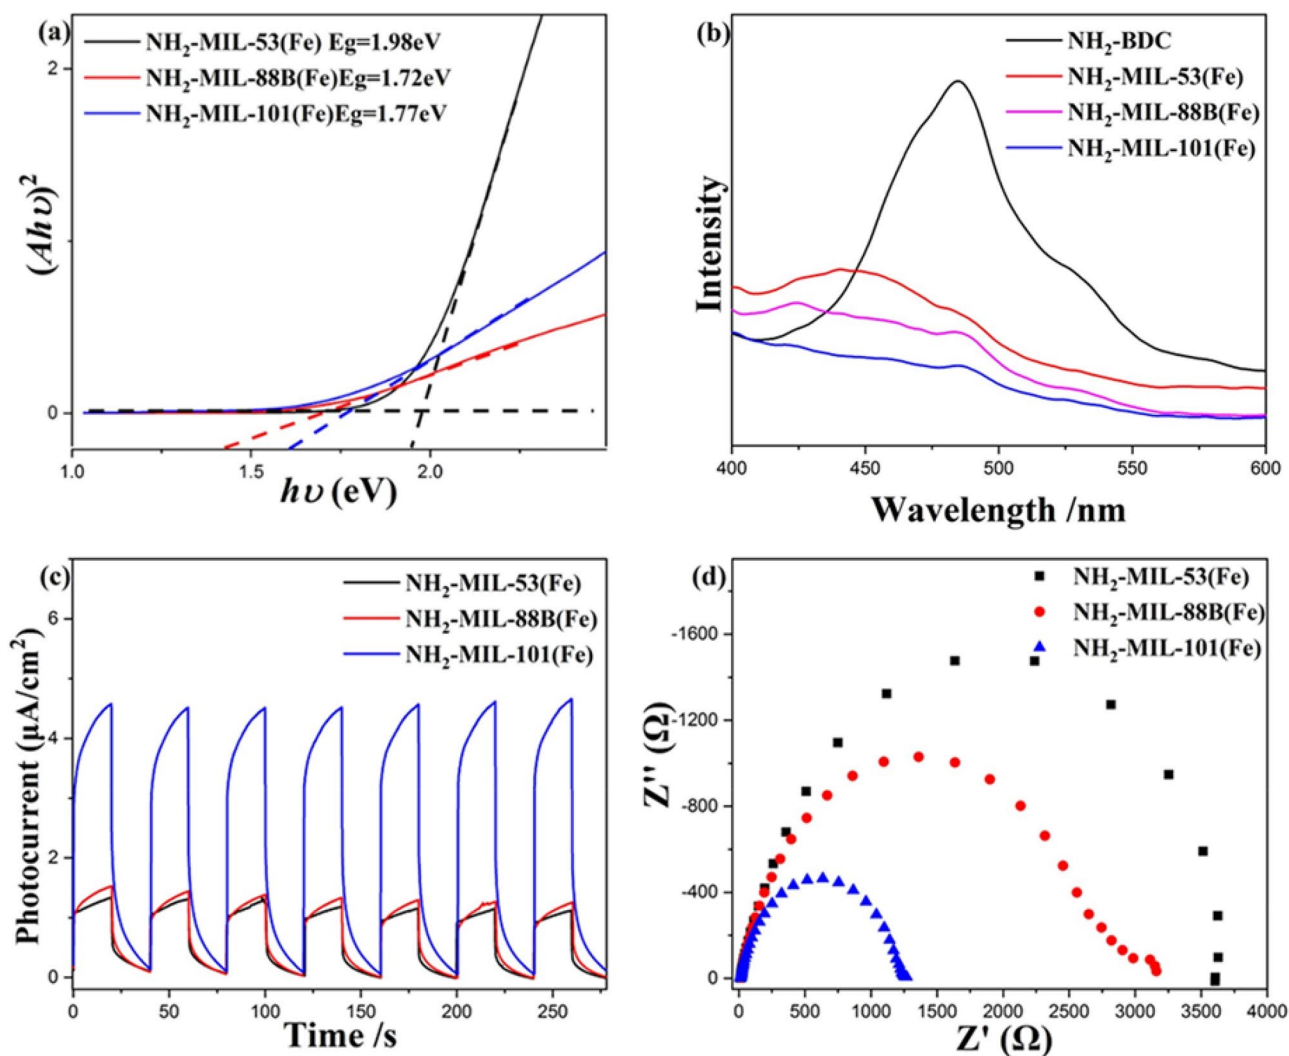 (a)
NH₂-MIL-53(Fe) Eg=1.98eV
NH₂-MIL-88B(Fe)Eg=1.72eV
NH₂-MIL-101(Fe)Eg=1.77eV
2
0
(Ahυ)²
1.0 1.5 2.0
hυ (eV)
(b)
NH₂-BDC
NH₂-MIL-53(Fe)
NH₂-MIL-88B(Fe)
NH₂-MIL-101(Fe)
Intensity
400 450 500 550 600
Wavelength /nm
(c)
NH₂-MIL-53(Fe)
NH₂-MIL-88B(Fe)
NH₂-MIL-101(Fe)
6
4
2
0
Photocurrent (μA/cm²)
0 50 100 150 200 250
Time /s
(d)
NH₂-MIL-53(Fe)
NH₂-MIL-88B(Fe)
NH₂-MIL-101(Fe)
-1600
-1200
-800
-400
0
Z'' (Ω)
0 500 1000 1500 2000 2500 3000 3500 4000
Z' (Ω)